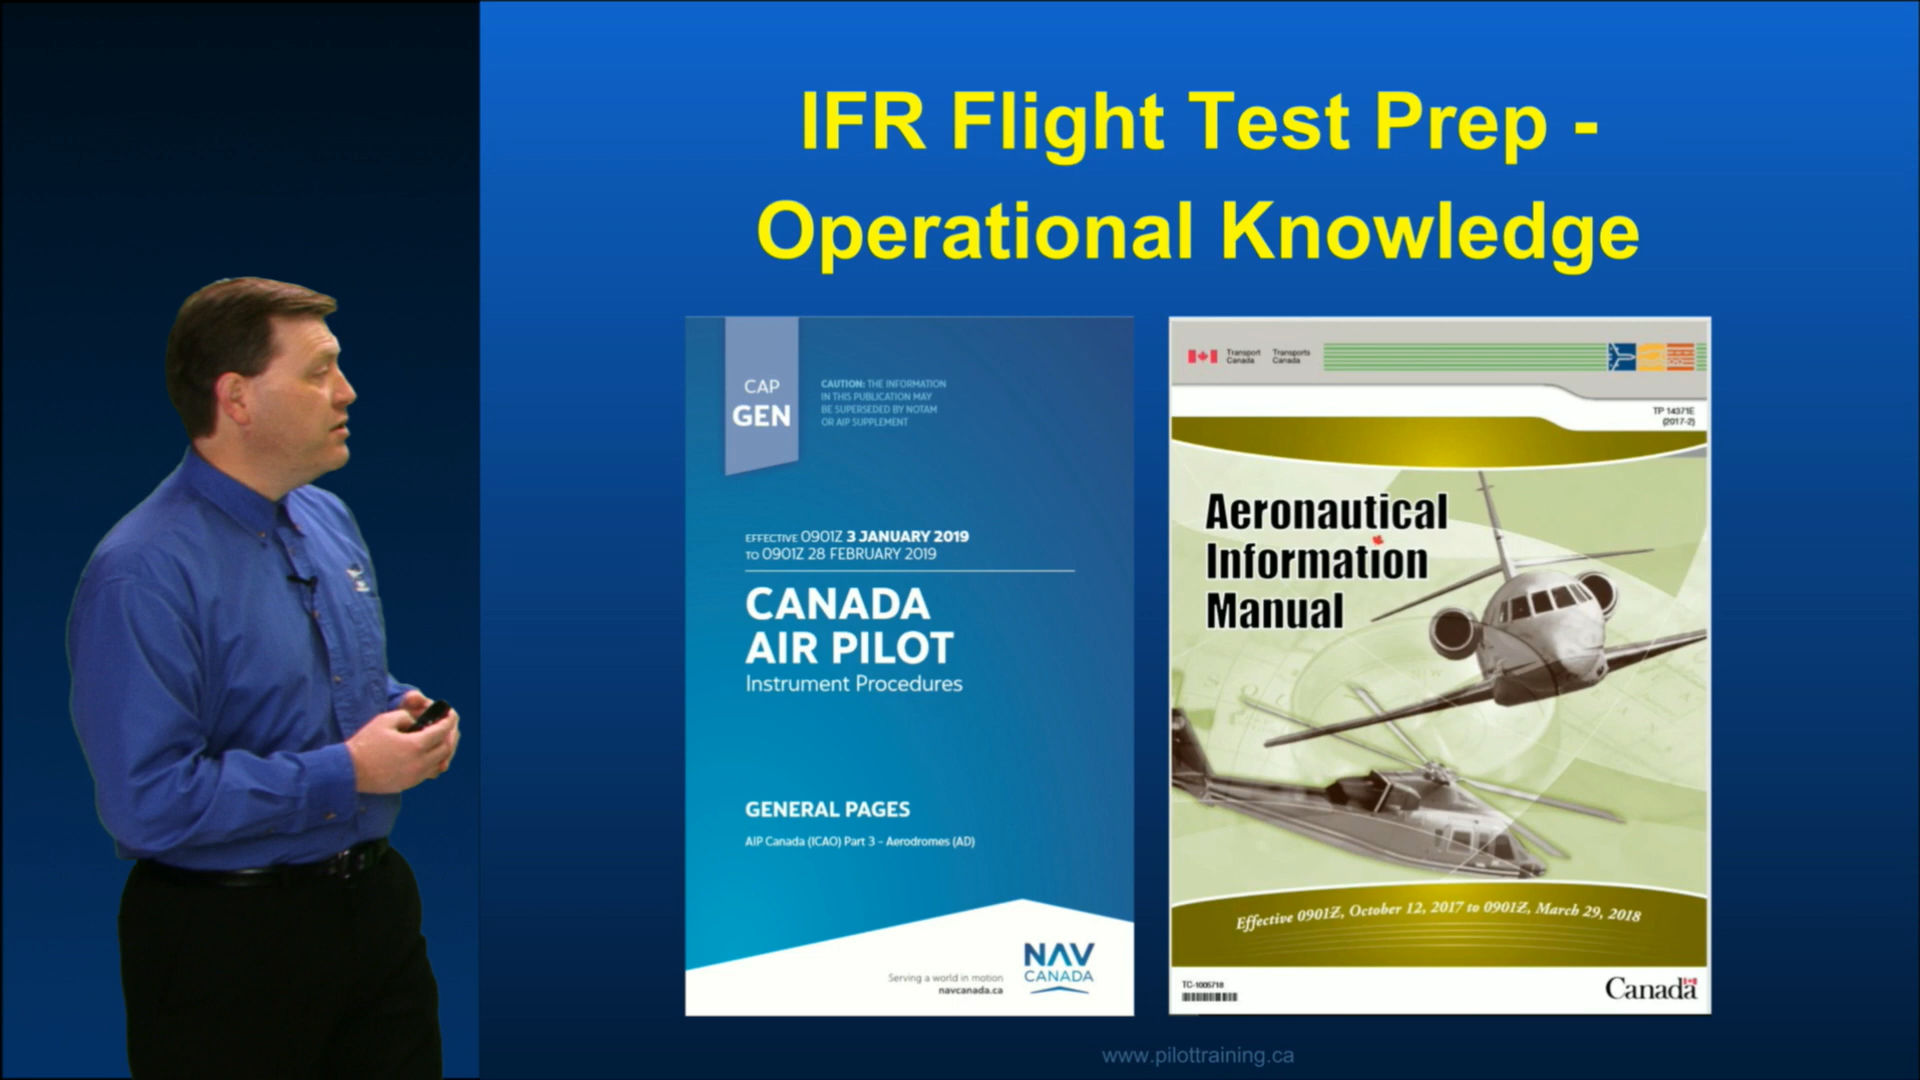 IFR Flight Test Prep -
Operational Knowledge
CAP
GEN
CAUTION: THE INFORMATION
IN THIS PUBLICATION MAY
BE SUPERSEDED BY NOTAM
OR AIP SUPPLEMENT
EFFECTIVE 0901Z 3 JANUARY 2019
TO 0901Z 28 FEBRUARY 2019
CANADA
AIR PILOT
Instrument Procedures
GENERAL PAGES
AIP Canada (ICAO) Part 3 - Aerodromes (AD)
Serving a world in motion
navcanada.ca
NAV
CANADA
Transport Canada
Transports Canada
TP 14371E
(2017-2)
Aeronautical
Information
Manual
Effective 0901Z, October 12, 2017 to 0901Z, March 29, 2018
TC-1005718
Canada
www.pilottraining.ca